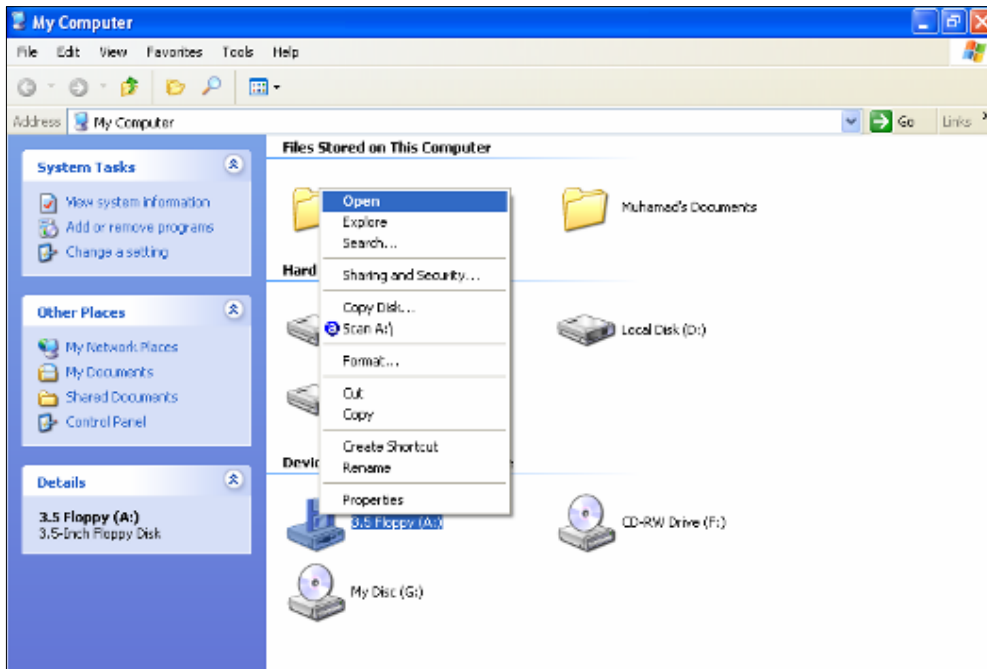 My Computer
File Edit View Favorites Tools Help
Address My Computer Go Links
System Tasks
View system information
Add or remove programs
Change a setting
Other Places
My Network Places
My Documents
Shared Documents
Control Panel
Details
3.5 Floppy (A:)
3.5-Inch Floppy Disk
Files Stored on This Computer
Muhamad's Documents
Hard
Local Disk (D:)
Open
Explore
Search...
Sharing and Security...
Copy Disk...
Scan A:\
Format...
Cut
Copy
Create Shortcut
Rename
Properties
3.5 Floppy (A:)
CD-RW Drive (F:)
My Disc (G:)